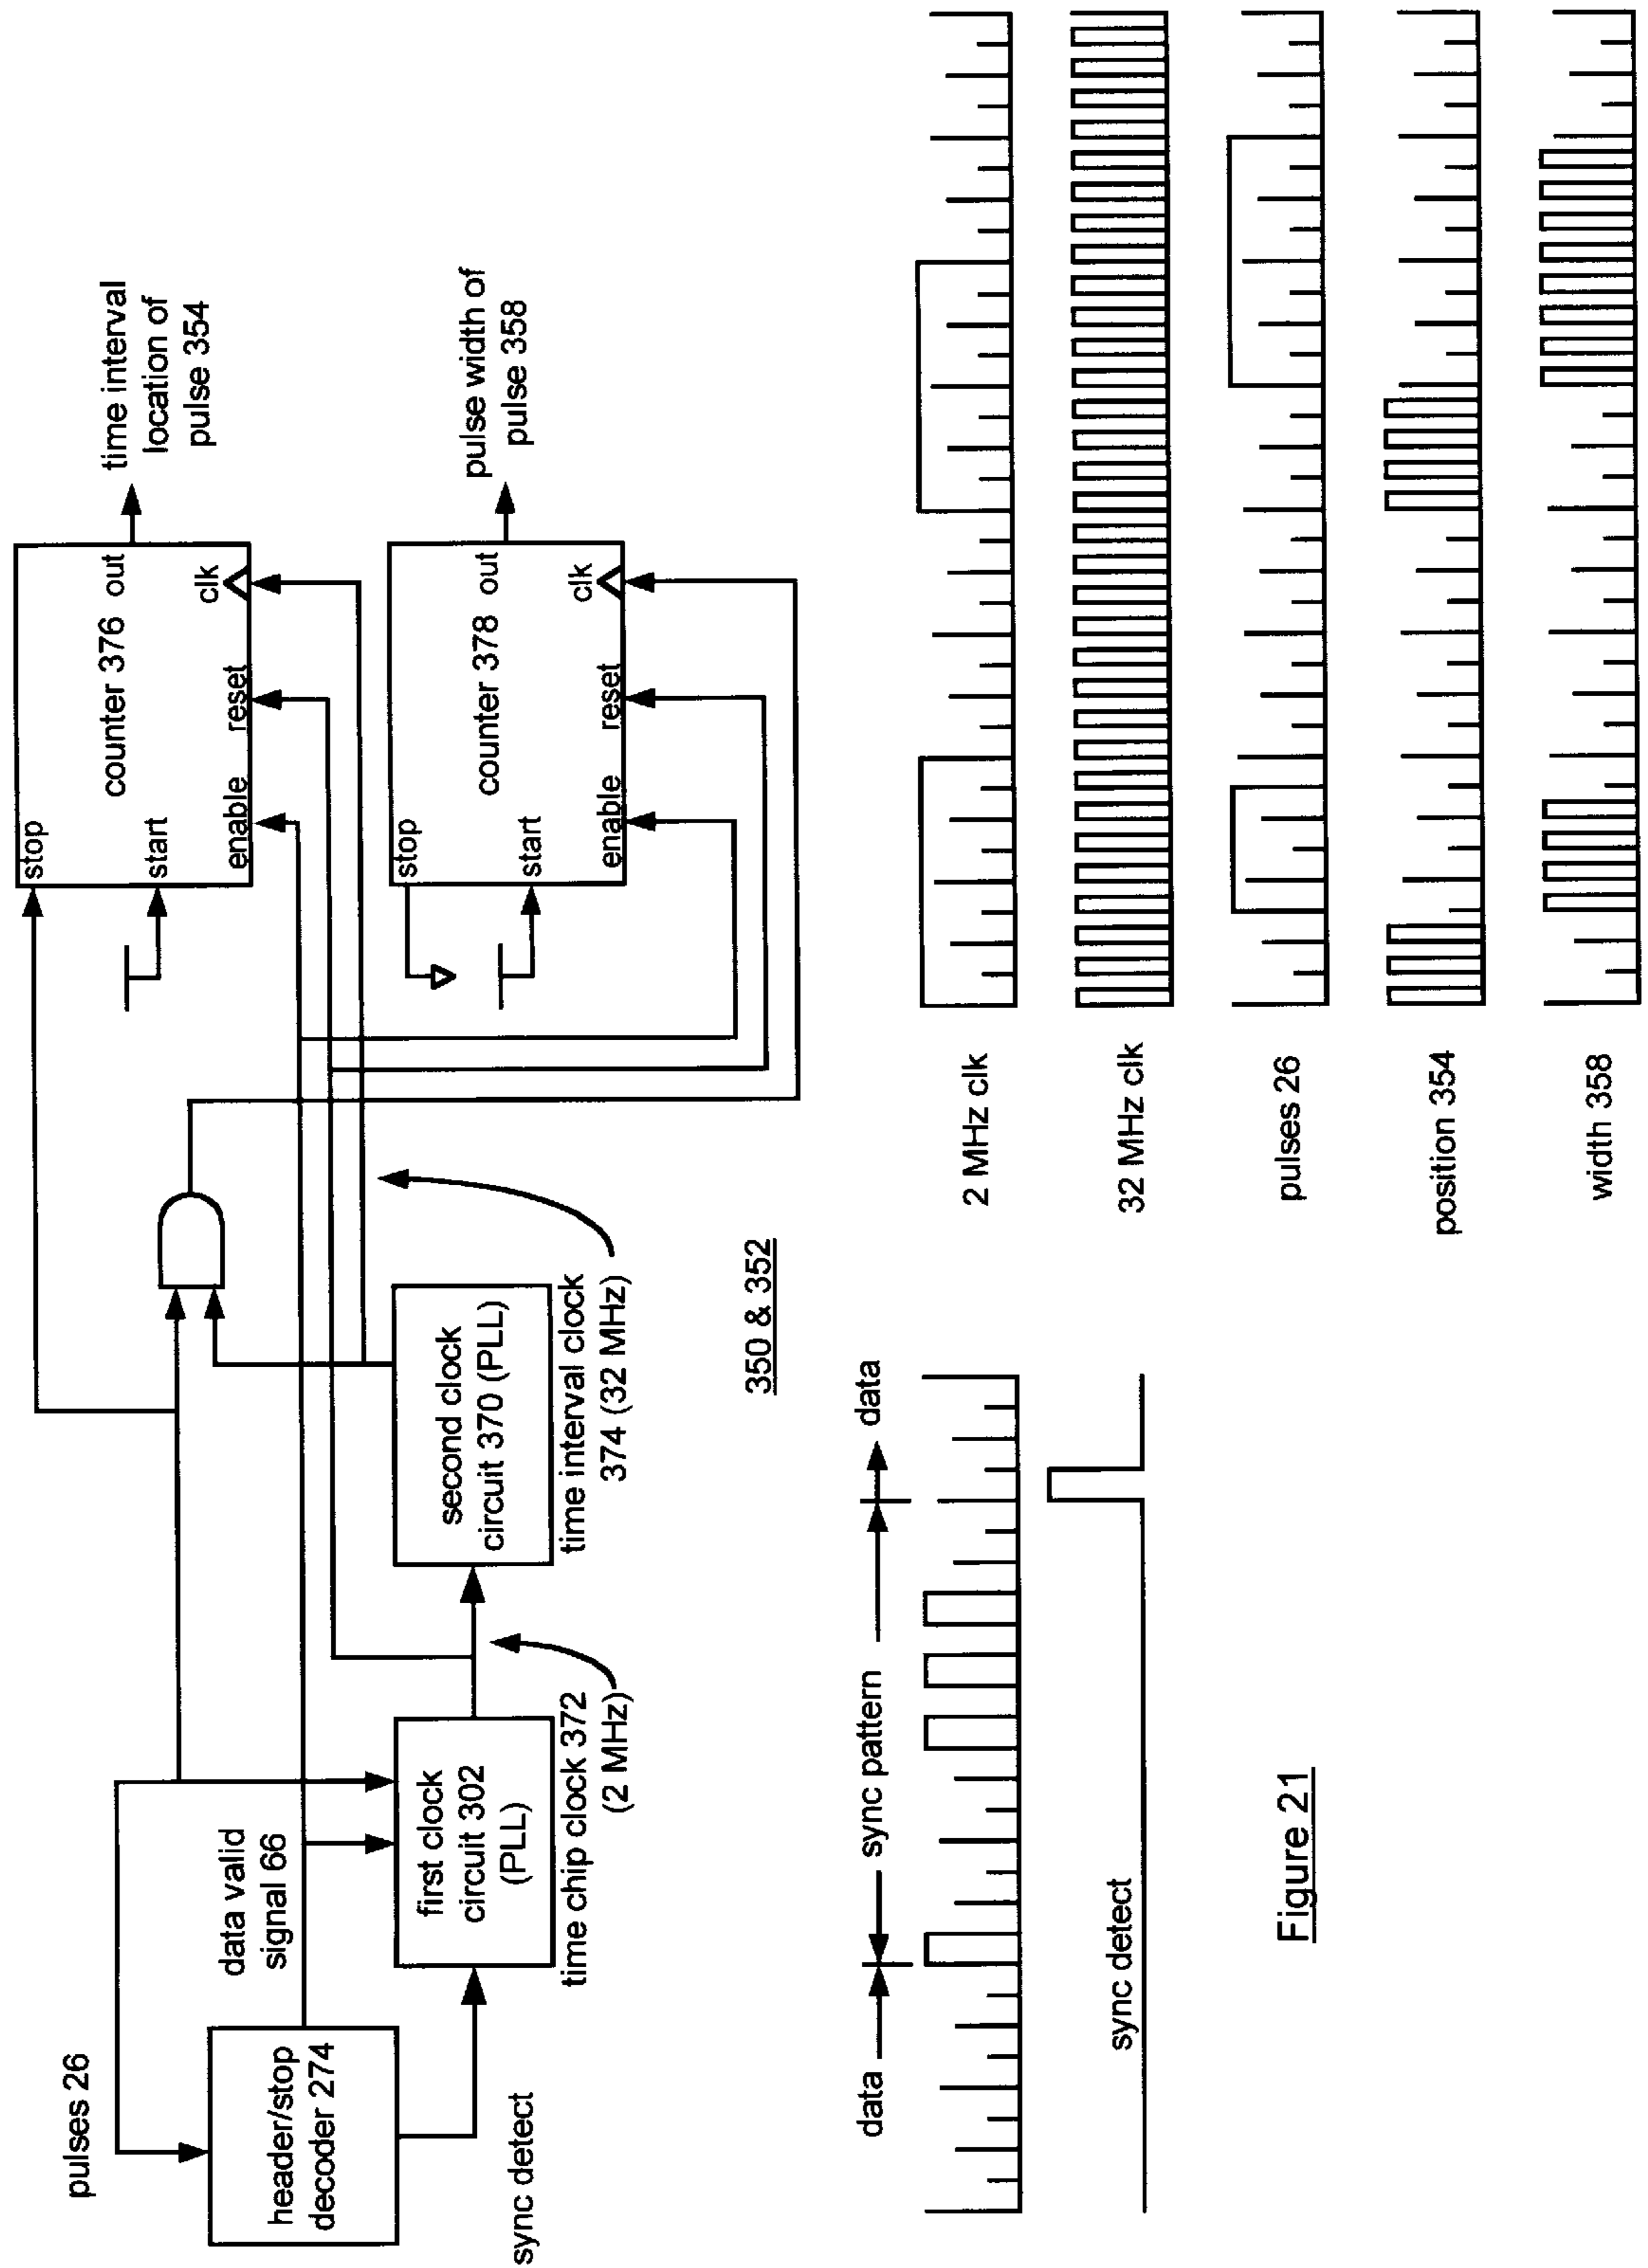 pulses 26
header/stop
decoder 274
sync detect
data valid
signal 66
first clock
circuit 302
(PLL)
time chip clock 372
(2 MHz)
second clock
circuit 370 (PLL)
time interval clock
374 (32 MHz)
350 & 352
stop
start
enable
reset
clk
counter 376 out
time interval
location of
pulse 354
stop
start
enable
reset
clk
counter 378 out
pulse width of
pulse 358
data
sync pattern
data
sync detect
2 MHz clk
32 MHz clk
pulses 26
position 354
width 358
Figure 21